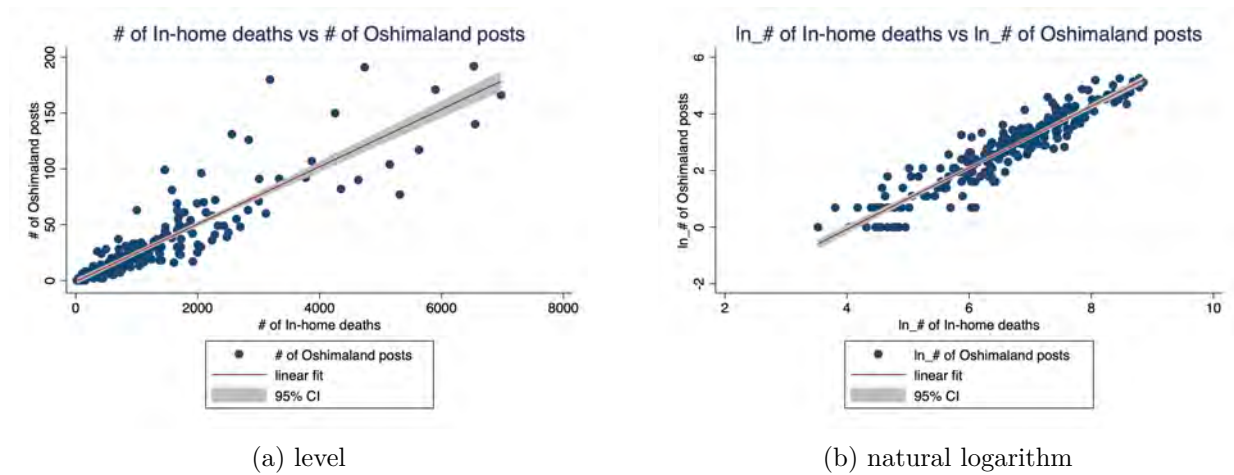 # of In-home deaths vs # of Oshimaland posts
200
150
100
50
0
# of Oshimaland posts
0 2000 4000 6000 8000
# of In-home deaths
# of Oshimaland posts
linear fit
95% CI
(a) level
ln_# of In-home deaths vs ln_# of Oshimaland posts
6
4
2
0
-2
ln_# of Oshimaland posts
2 4 6 8 10
ln_# of In-home deaths
ln_# of Oshimaland posts
linear fit
95% CI
(b) natural logarithm